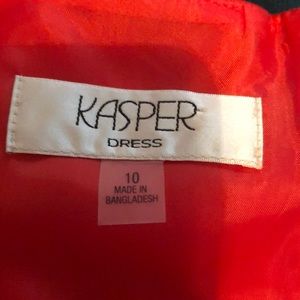 KASPER
DRESS
10
MADE IN
BANGLADESH